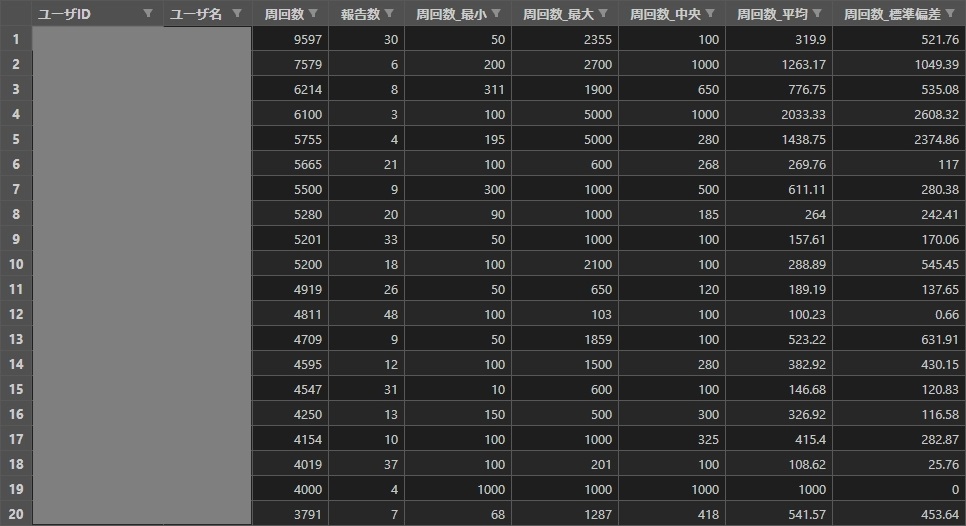 ユーザID ユーザ名 周回数 報告数 周回数_最小 周回数_最大 周回数_中央 周回数_平均 周回数_標準偏差
1 9597 30 50 2355 100 319.9 521.76
2 7579 6 200 2700 1000 1263.17 1049.39
3 6214 8 311 1900 650 776.75 535.08
4 6100 3 100 5000 1000 2033.33 2608.32
5 5755 4 195 5000 280 1438.75 2374.86
6 5665 21 100 600 268 269.76 117
7 5500 9 300 1000 500 611.11 280.38
8 5280 20 90 1000 185 264 242.41
9 5201 33 50 1000 100 157.61 170.06
10 5200 18 100 2100 100 288.89 545.45
11 4919 26 50 650 120 189.19 137.65
12 4811 48 100 103 100 100.23 0.66
13 4709 9 50 1859 100 523.22 631.91
14 4595 12 100 1500 280 382.92 430.15
15 4547 31 10 600 100 146.68 120.83
16 4250 13 150 500 300 326.92 116.58
17 4154 10 100 1000 325 415.4 282.87
18 4019 37 100 201 100 108.62 25.76
19 4000 4 1000 1000 1000 1000 0
20 3791 7 68 1287 418 541.57 453.64